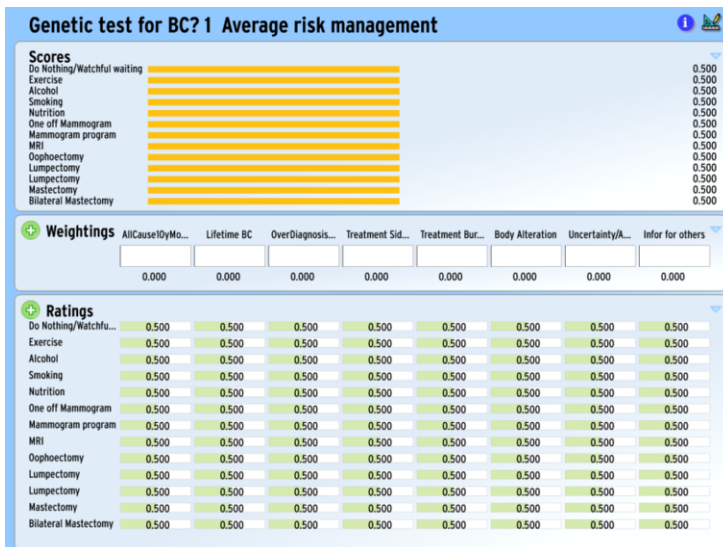 Genetic test for BC? 1 Average risk management
Scores
Do Nothing/Watchful waiting 0.500
Exercise 0.500
Alcohol 0.500
Smoking 0.500
Nutrition 0.500
One off Mammogram 0.500
Mammogram program 0.500
MRI 0.500
Oophoectomy 0.500
Lumpectomy 0.500
Lumpectomy 0.500
Mastectomy 0.500
Bilateral Mastectomy 0.500
Weightings AllCause10yMo... Lifetime BC OverDiagnosis... Treatment Sid... Treatment Bur... Body Alteration Uncertainty/A... Infor for others
0.000 0.000 0.000 0.000 0.000 0.000 0.000 0.000
Ratings
Do Nothing/Watchfu... 0.500 0.500 0.500 0.500 0.500 0.500 0.500 0.500
Exercise 0.500 0.500 0.500 0.500 0.500 0.500 0.500 0.500
Alcohol 0.500 0.500 0.500 0.500 0.500 0.500 0.500 0.500
Smoking 0.500 0.500 0.500 0.500 0.500 0.500 0.500 0.500
Nutrition 0.500 0.500 0.500 0.500 0.500 0.500 0.500 0.500
One off Mammogram 0.500 0.500 0.500 0.500 0.500 0.500 0.500 0.500
Mammogram program 0.500 0.500 0.500 0.500 0.500 0.500 0.500 0.500
MRI 0.500 0.500 0.500 0.500 0.500 0.500 0.500 0.500
Oophoectomy 0.500 0.500 0.500 0.500 0.500 0.500 0.500 0.500
Lumpectomy 0.500 0.500 0.500 0.500 0.500 0.500 0.500 0.500
Lumpectomy 0.500 0.500 0.500 0.500 0.500 0.500 0.500 0.500
Mastectomy 0.500 0.500 0.500 0.500 0.500 0.500 0.500 0.500
Bilateral Mastectomy 0.500 0.500 0.500 0.500 0.500 0.500 0.500 0.500